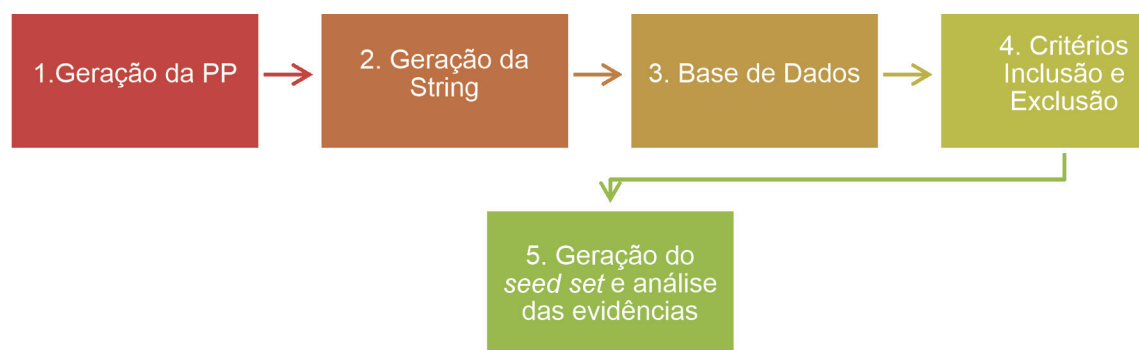 1.Geração da PP
2. Geração da
String
3. Base de Dados
4. Critérios
Inclusão e
Exclusão
5. Geração do
seed set e análise
das evidências